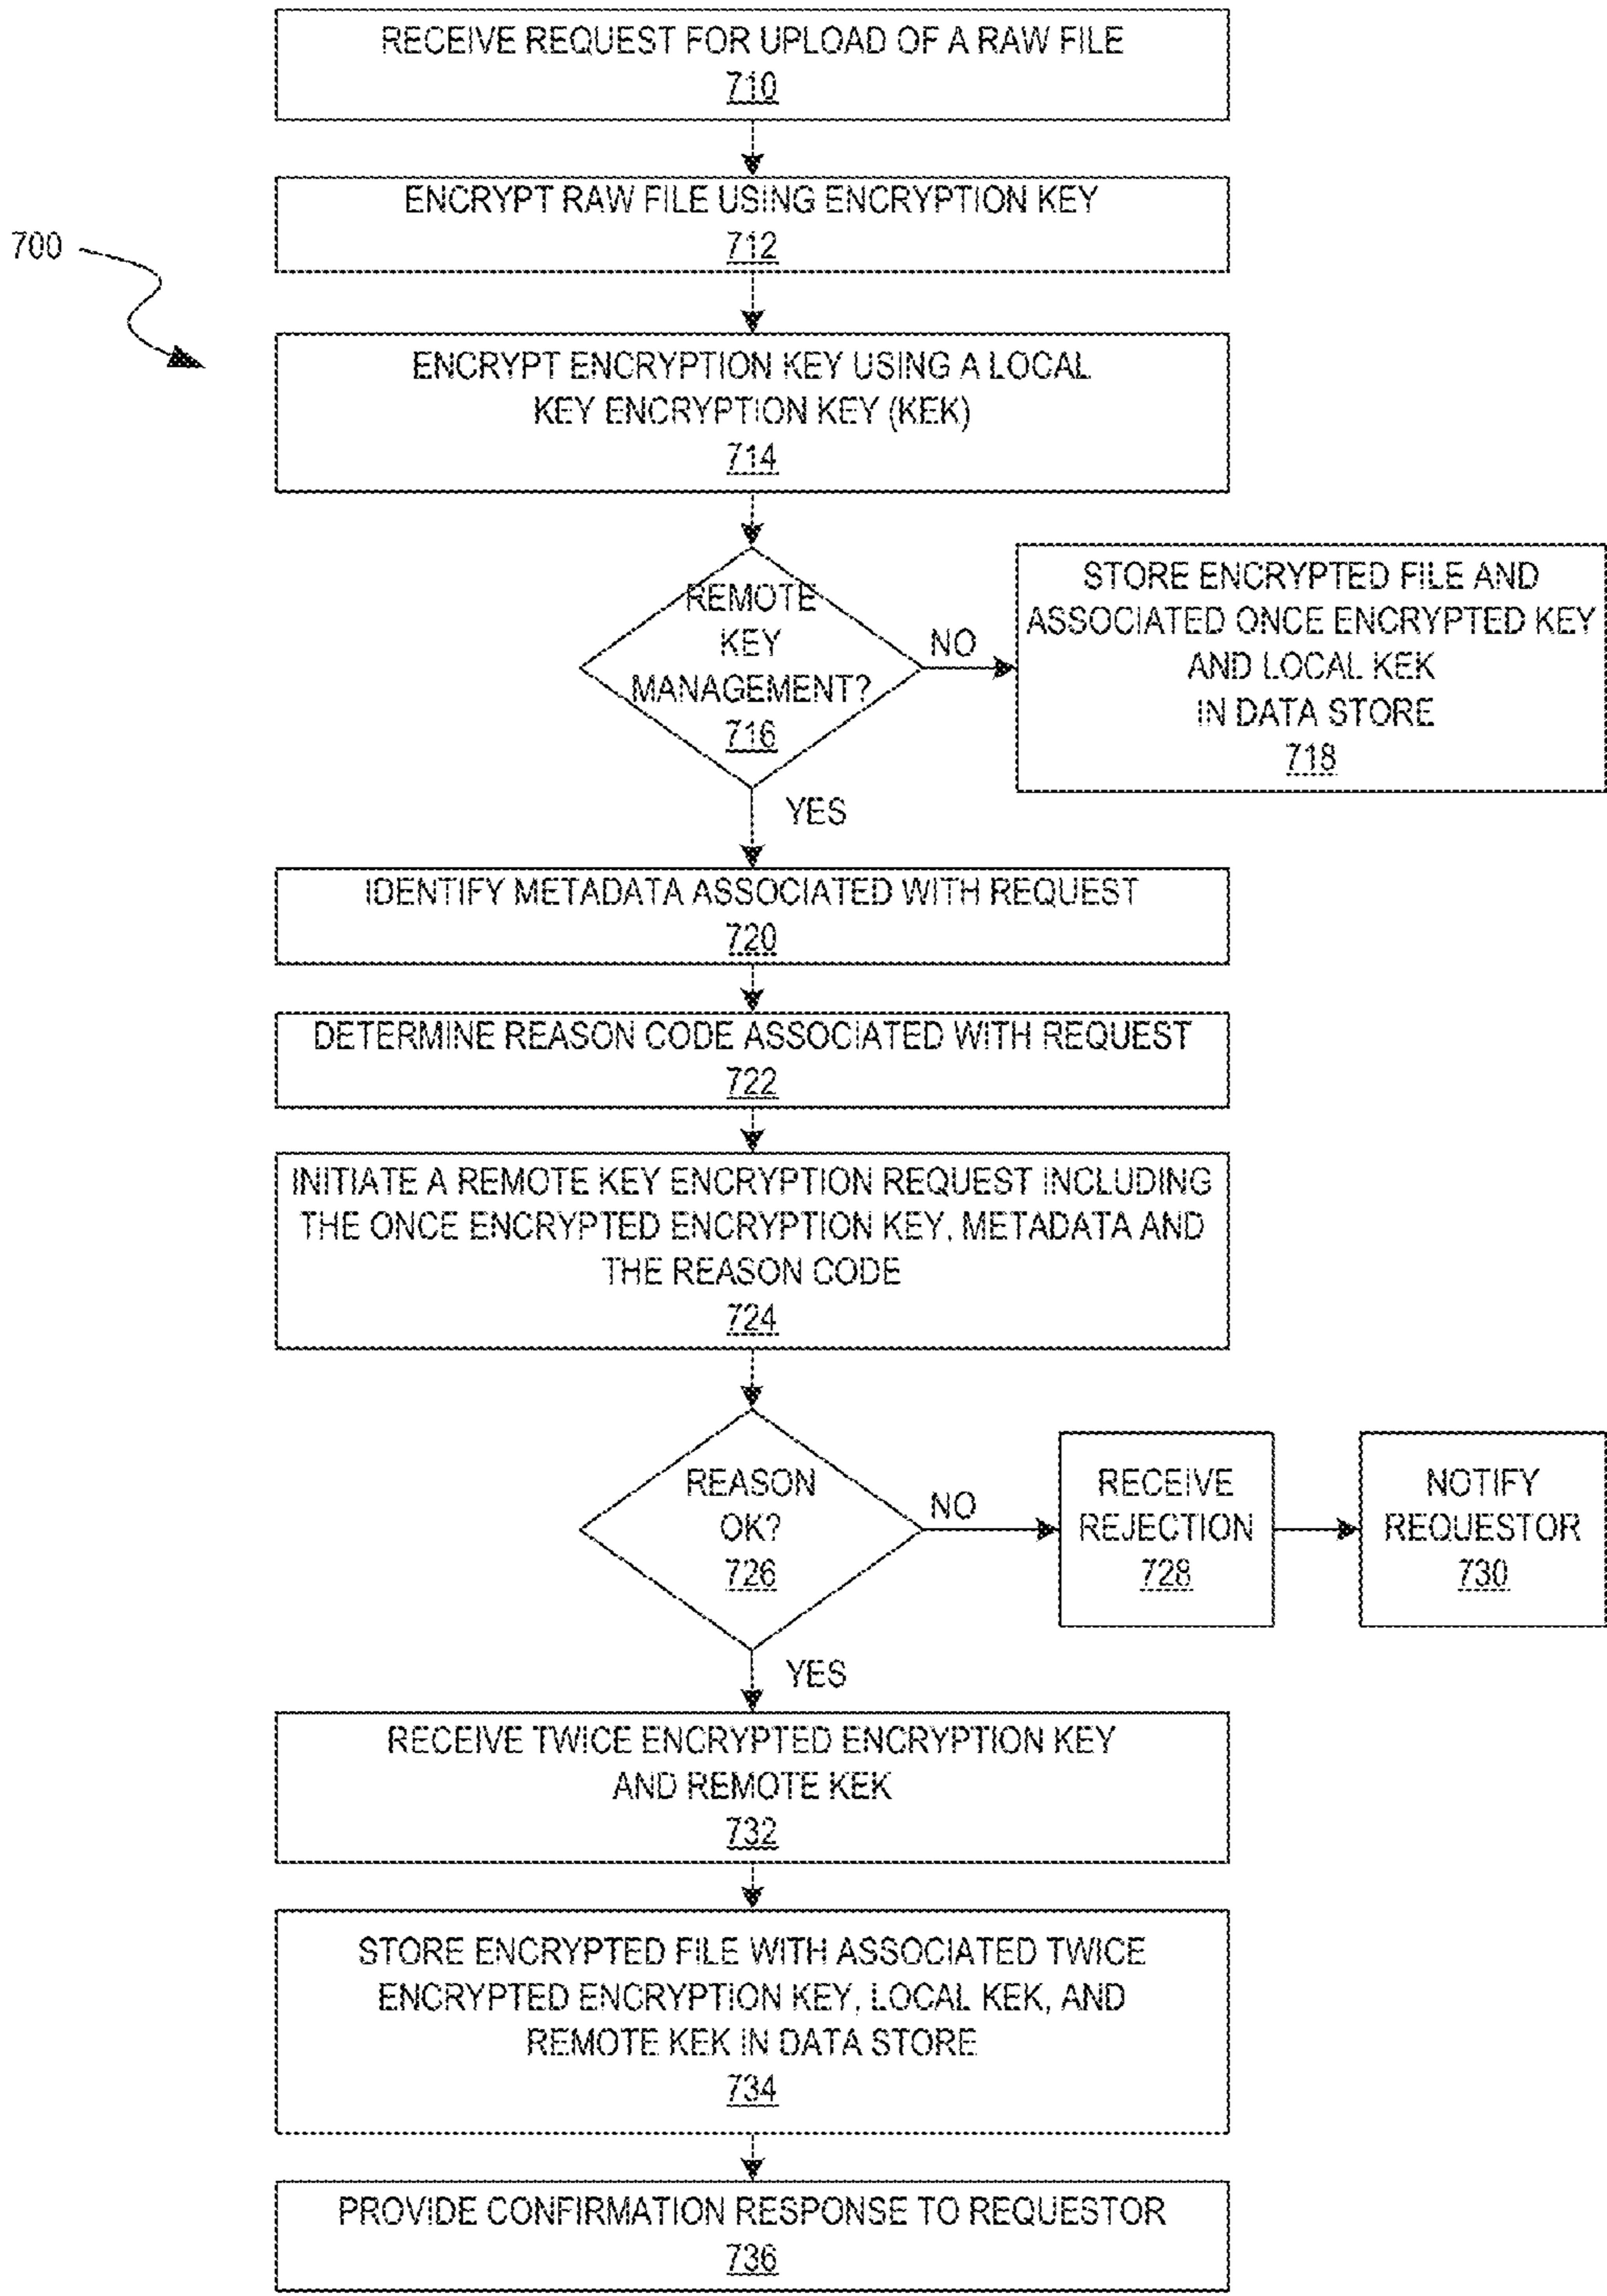 RECEIVE REQUEST FOR UPLOAD OF A RAW FILE
710
ENCRYPT RAW FILE USING ENCRYPTION KEY
712
700
ENCRYPT ENCRYPTION KEY USING A LOCAL
KEY ENCRYPTION KEY (KEK)
714
REMOTE
KEY
MANAGEMENT?
716
NO
STORE ENCRYPTED FILE AND
ASSOCIATED ONCE ENCRYPTED KEY
AND LOCAL KEK
IN DATA STORE
718
YES
IDENTIFY METADATA ASSOCIATED WITH REQUEST
720
DETERMINE REASON CODE ASSOCIATED WITH REQUEST
722
INITIATE A REMOTE KEY ENCRYPTION REQUEST INCLUDING
THE ONCE ENCRYPTED ENCRYPTION KEY, METADATA AND
THE REASON CODE
724
REASON
OK?
726
NO
RECEIVE
REJECTION
728
NOTIFY
REQUESTOR
730
YES
RECEIVE TWICE ENCRYPTED ENCRYPTION KEY
AND REMOTE KEK
732
STORE ENCRYPTED FILE WITH ASSOCIATED TWICE
ENCRYPTED ENCRYPTION KEY, LOCAL KEK, AND
REMOTE KEK IN DATA STORE
734
PROVIDE CONFIRMATION RESPONSE TO REQUESTOR
736